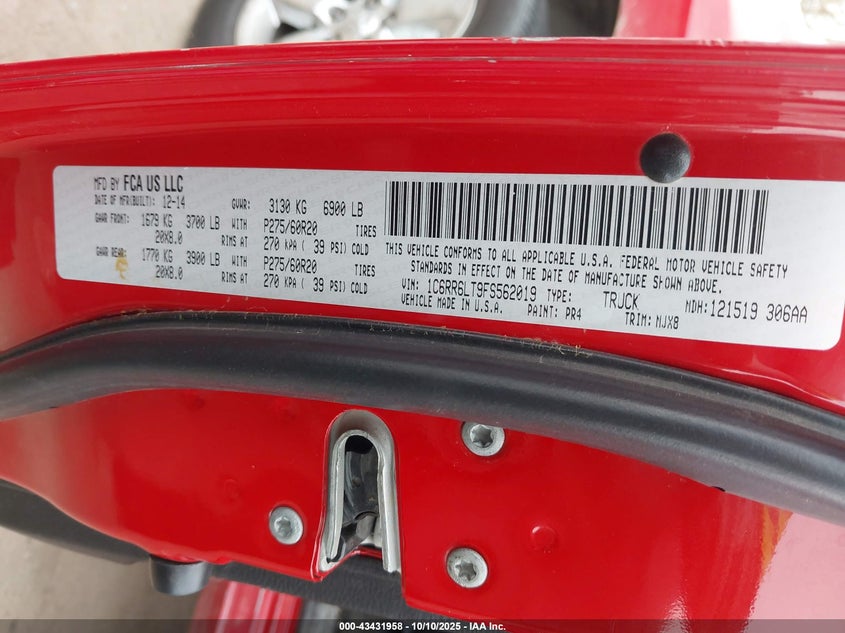 MFD BY FCA US LLC
DATE OF MFR(BUILT): 12-14 GVWR: 3130 KG 6900 LB
GAWR FRONT: 1679 KG 3700 LB WITH P275/60R20 TIRES
20X8.0 RIMS AT 270 KPA ( 39 PSI) COLD
GAWR REAR: 1770 KG 3900 LB WITH P275/60R20 TIRES
20X8.0 RIMS AT 270 KPA ( 39 PSI) COLD
THIS VEHICLE CONFORMS TO ALL APPLICABLE U.S.A. FEDERAL MOTOR VEHICLE SAFETY
STANDARDS IN EFFECT ON THE DATE OF MANUFACTURE SHOWN ABOVE.
VIN: 1C6RR6LT9FS562019 TYPE: TRUCK MDH: 121519 306AA
VEHICLE MADE IN U.S.A. PAINT: PR4 TRIM: MJX8
000-43431958 - 10/10/2025 - IAA Inc.